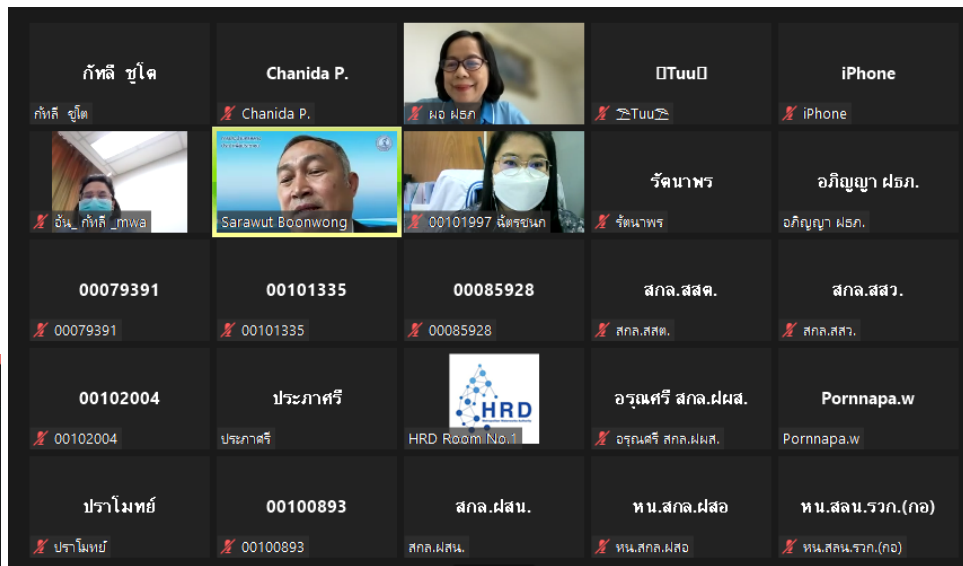 กัทลี ชูโต
Chanida P.
𖠿Tuu𖠿
iPhone
กัทลี ชูโต
Chanida P.
ผอ ฝธภ
Tuu
iPhone
รัตนาพร
อภิญญา ฝธภ.
อ้น_ กัทลี _mwa
Sarawut Boonwong
00101997 ฉัตรชนก
รัตนาพร
อภิญญา ฝธภ.
00079391
00101335
00085928
สกล.สสต.
สกล.สสว.
00079391
00101335
00085928
สกล.สสต.
สกล.สสว.
00102004
ประภาศรี
HRD
อรุณศรี สกล.ฝผส.
Pornnapa.w
00102004
ประภาศรี
HRD Room No.1
อรุณศรี สกล.ฝผส.
Pornnapa.w
ปราโมทย์
00100893
สกล.ฝสน.
หน.สกล.ฝสอ
หน.สลน.รวก.(กอ)
ปราโมทย์
00100893
สกล.ฝสน.
หน.สกล.ฝสอ
หน.สลน.รวก.(กอ)